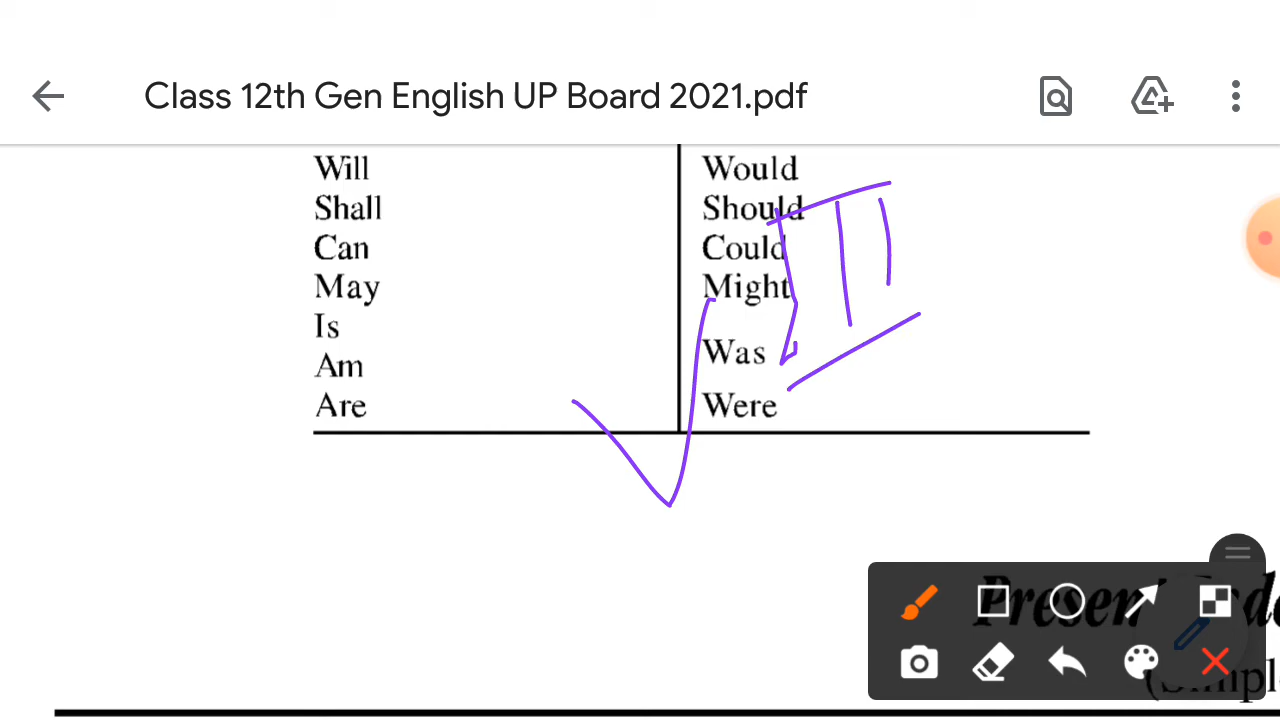 Class 12th Gen English UP Board 2021.pdf
Will Would
Shall Should
Can Could
May Might
Is
Was
Am
Are Were